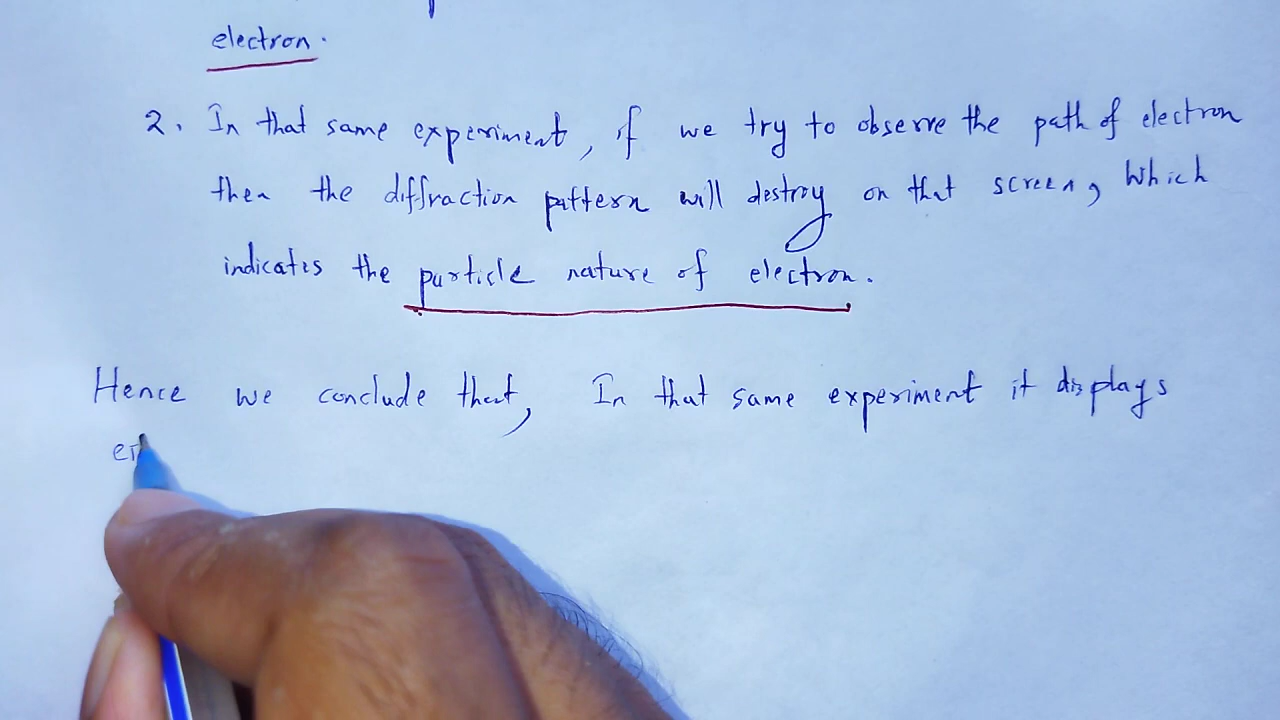 electron.
2. In that same experiment, if we try to observe the path of electron
then the diffraction pattern will destroy on that screen, which
indicates the particle nature of electron.
Hence we conclude that, In that same experiment it displays